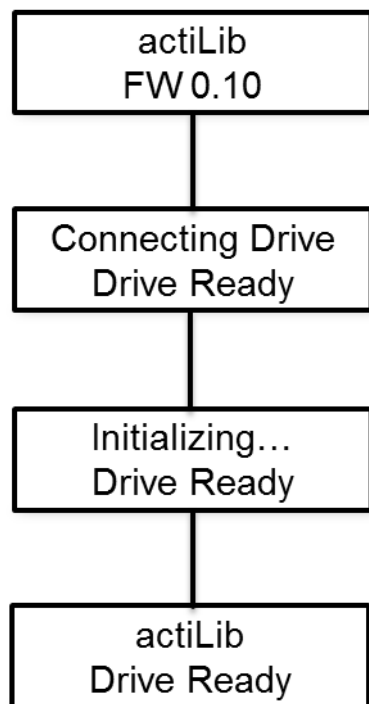 actiLib
FW 0.10
Connecting Drive
Drive Ready
Initializing...
Drive Ready
actiLib
Drive Ready